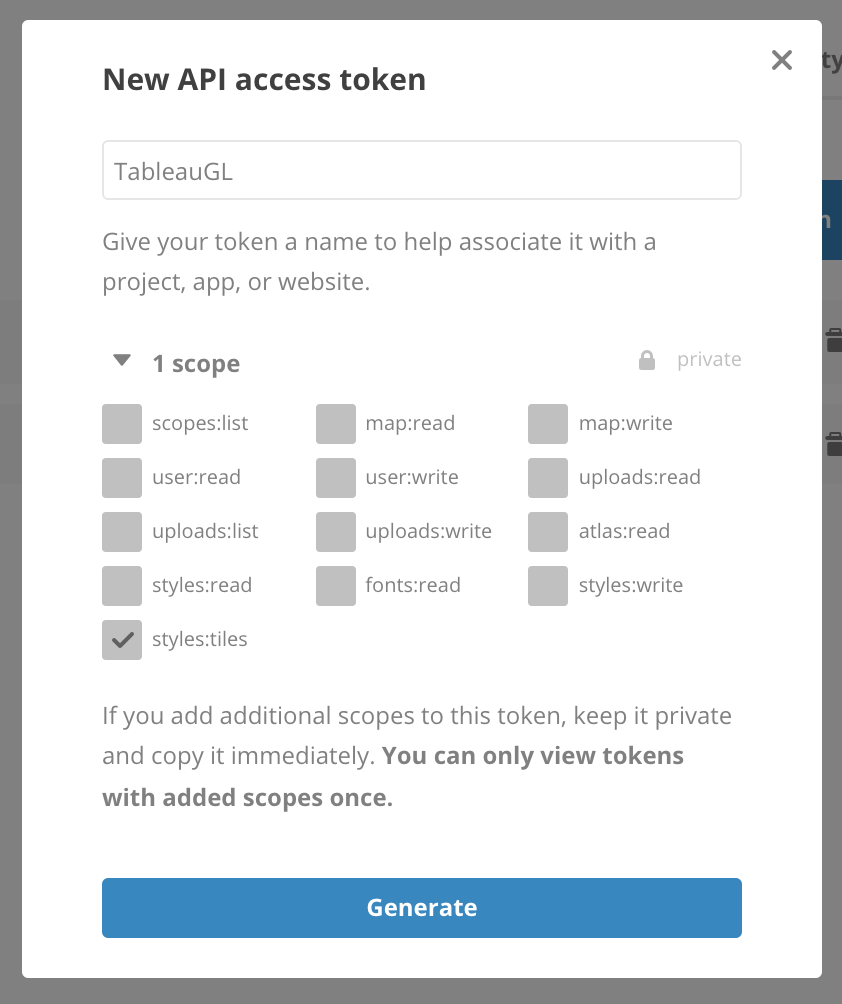 New API access token
TableauGL
Give your token a name to help associate it with a
project, app, or website.
1 scope private
scopes:list map:read map:write
user:read user:write uploads:read
uploads:list uploads:write atlas:read
styles:read fonts:read styles:write
styles:tiles
If you add additional scopes to this token, keep it private
and copy it immediately. You can only view tokens
with added scopes once.
Generate